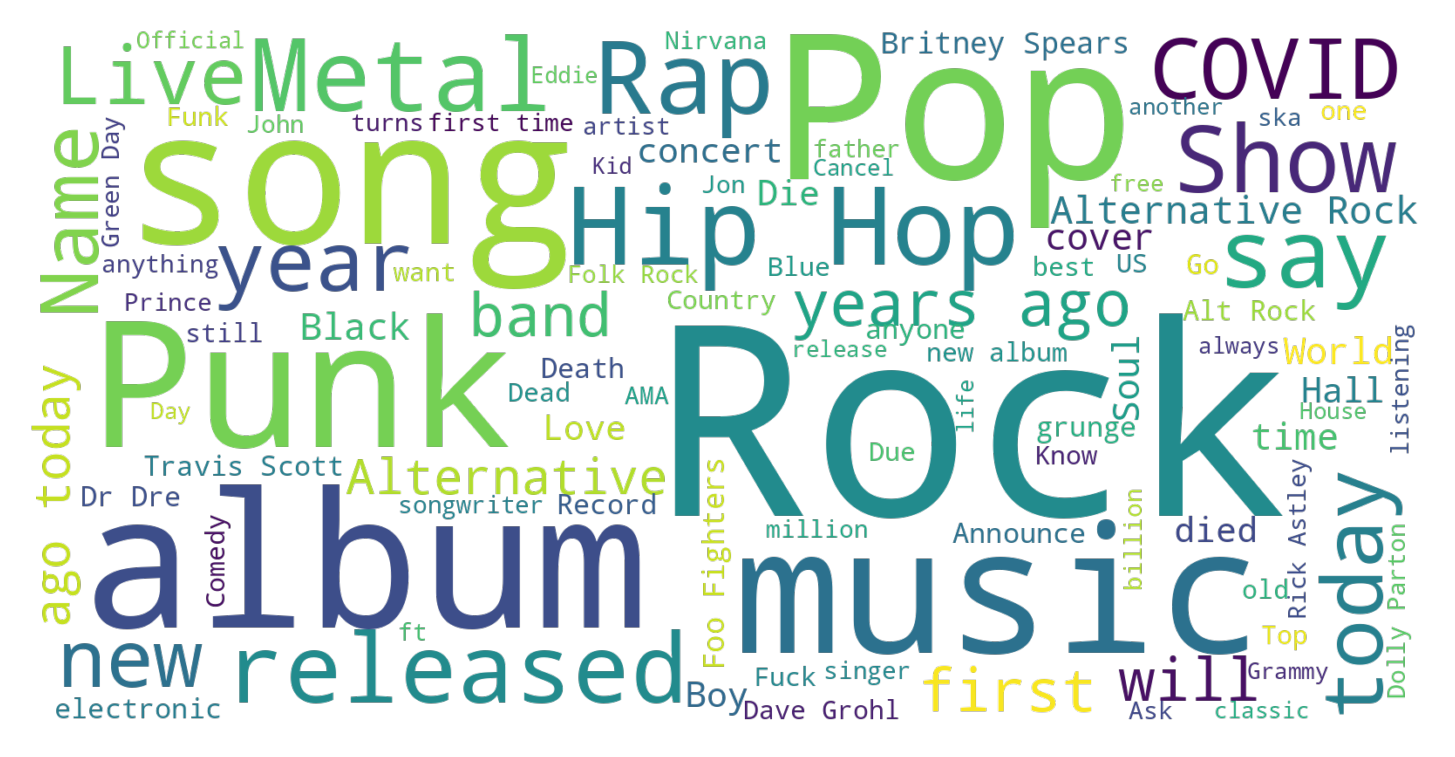 Official
Live
Metal
Eddie
Nirvana
Rap
Pop
Britney Spears
COVID
Funk
John
turns
first time
artist
another
ska
one
Name
Green Day
song
Kid
concert
father
Cancel
Show
Jon
Die
free
Hip Hop
Alternative Rock
anything
year
want
Folk Rock
Blue
cover
best
US
Go
say
Prince
still
Black
band
Country
years ago
anyone
release
new album
Alt Rock
always
World
listening
Punk
Day
Death
Dead
AMA
Love
Rock
life
Soul
grunge
Know
Due
Hall
House
time
ago today
Travis Scott
Alternative
Dr Dre
songwriter
Record
album
Comedy
Foo Fighters
million
Announce
billion
died
music
old
Rick Astley
today
Dolly Parton
new
released
ft
Top
electronic
Boy
Fuck
singer
Dave Grohl
first
will
Grammy
Ask
classic